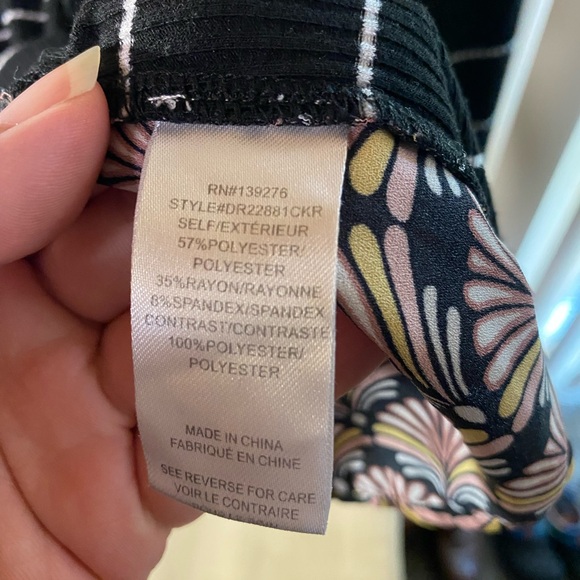 RN#139276
STYLE#DR22881CKR
SELF/EXTÉRIEUR
57%POLYESTER/
POLYESTER
35%RAYON/RAYONNE
8%SPANDEX/SPANDEX
CONTRAST/CONTRASTE
100%POLYESTER/
POLYESTER
MADE IN CHINA
FABRIQUÉ EN CHINE
SEE REVERSE FOR CARE
VOIR LE CONTRAIRE